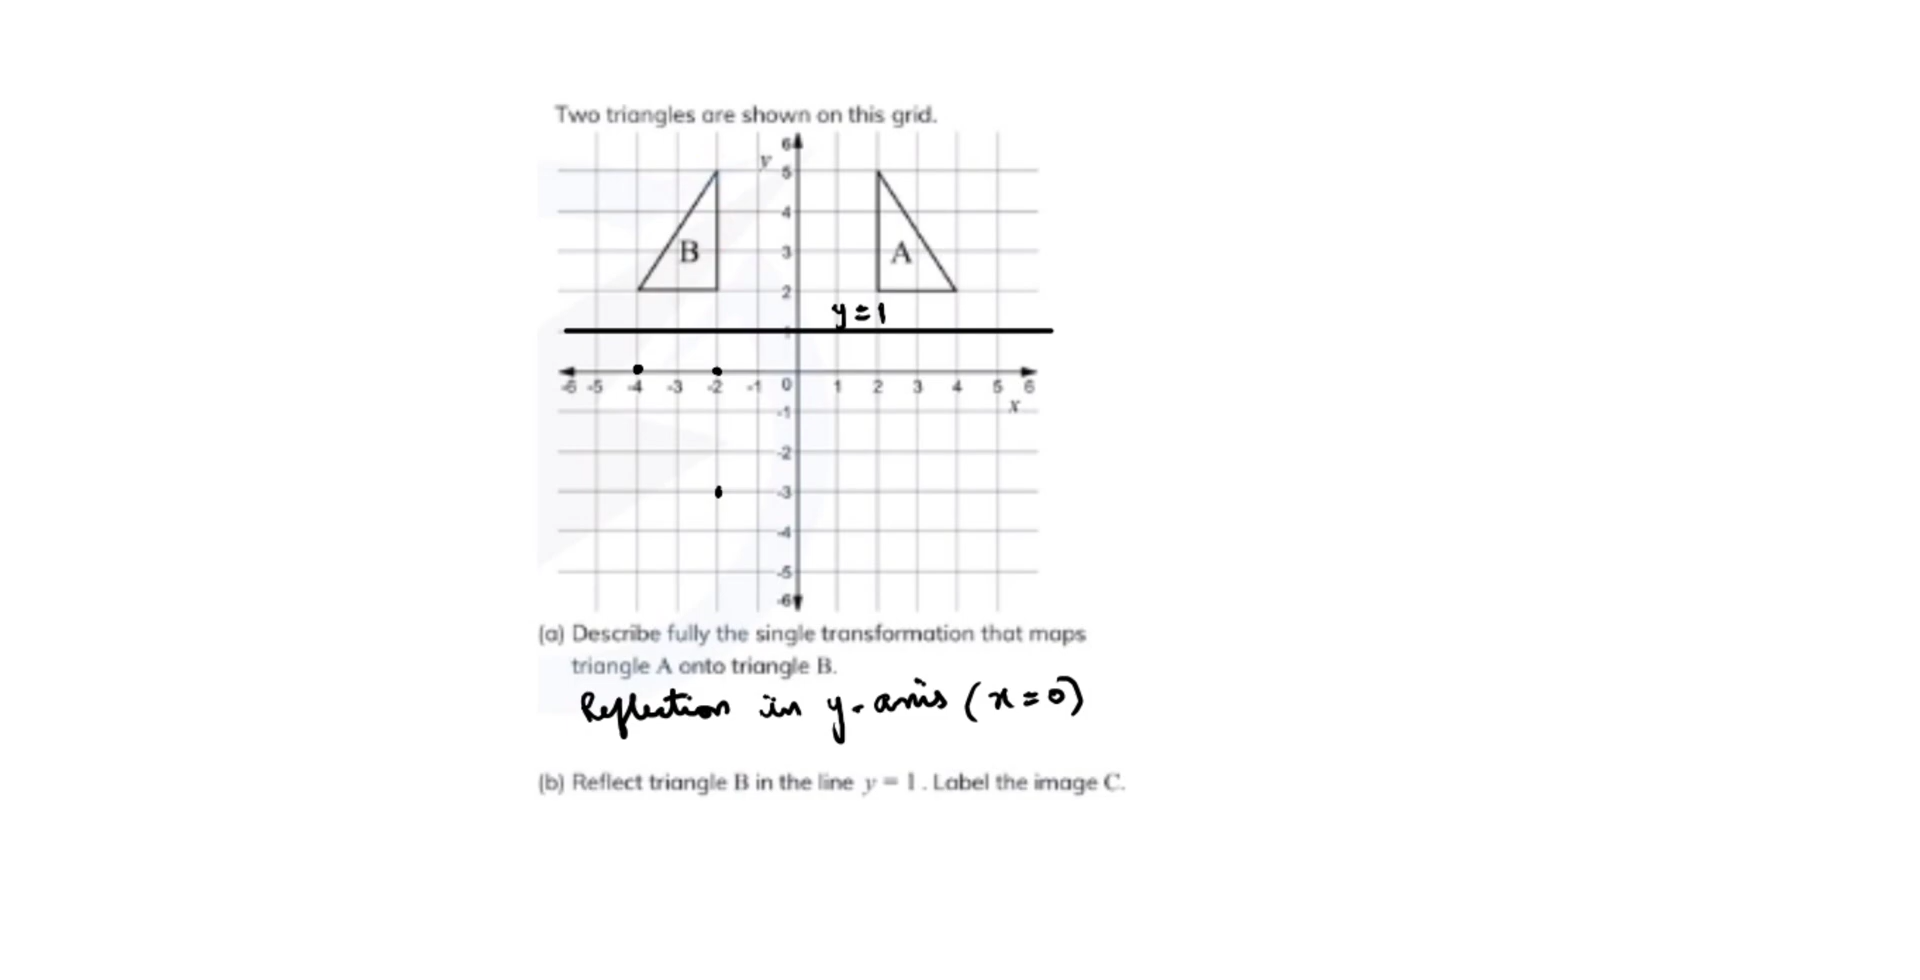 Two triangles are shown on this grid.
6
y
5
4
B
3
A
2
y = 1
-6 -5 -4 -3 -2 -1 0 1 2 3 4 5 6
-1
x
-2
-3
-4
-5
-6
(a) Describe fully the single transformation that maps
triangle A onto triangle B.
Reflection in y-axis (x = 0)
(b) Reflect triangle B in the line y = 1. Label the image C.